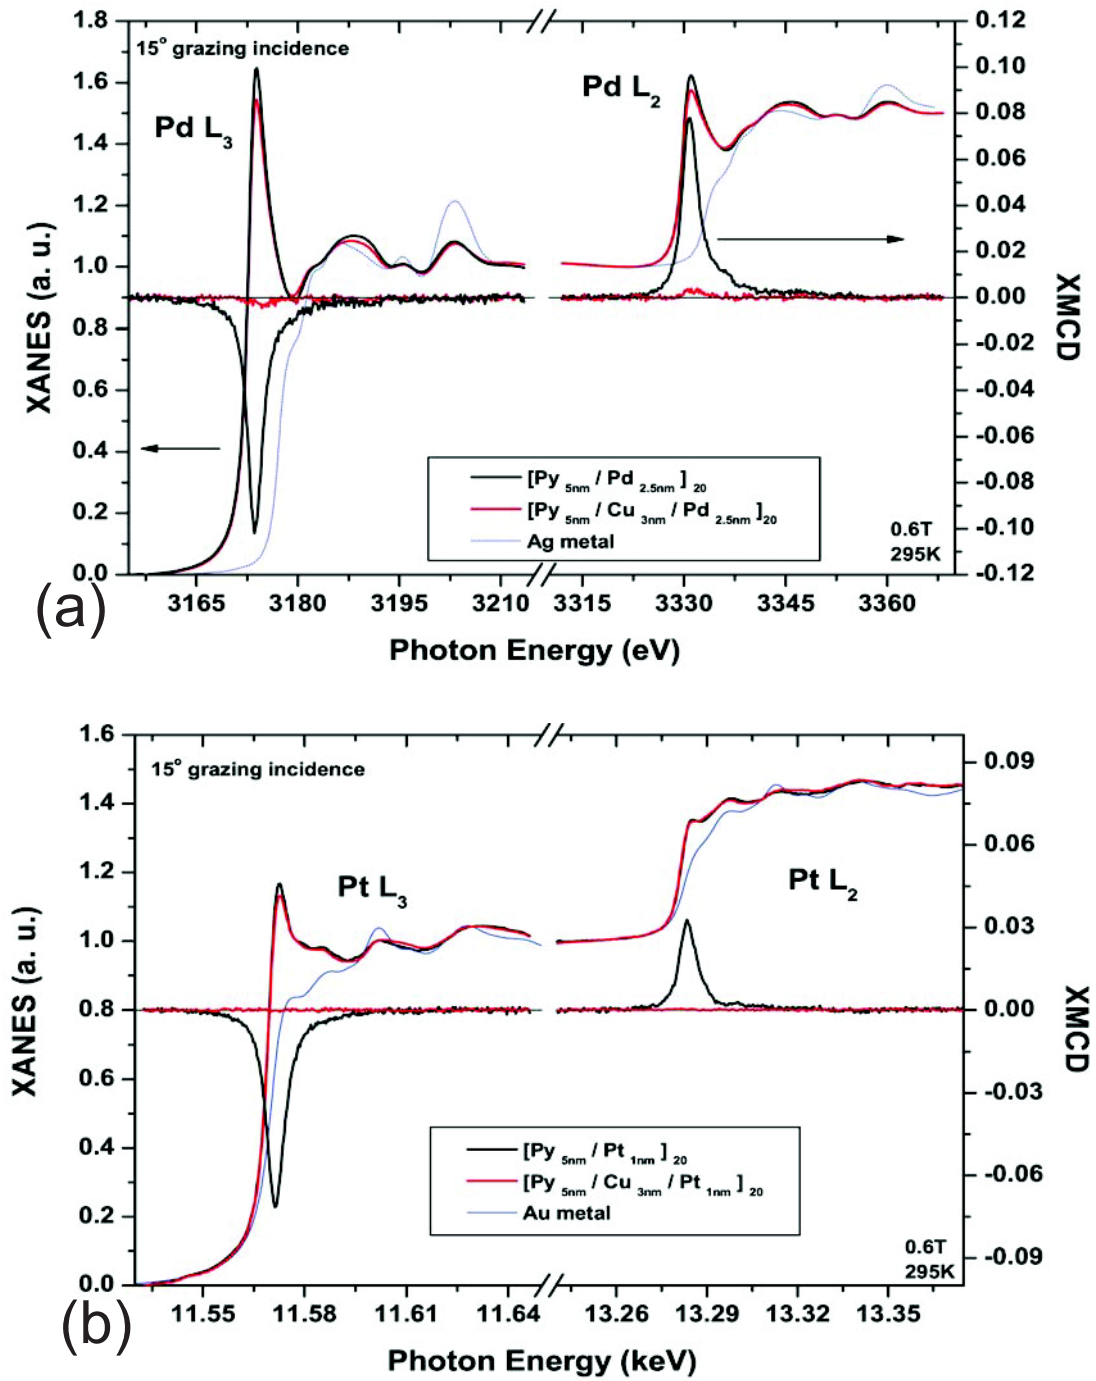 15° grazing incidence
Pd L3
Pd L2
XANES (a. u.)
1.8
1.6
1.4
1.2
1.0
0.8
0.6
0.4
0.2
0.0
0.12
0.10
0.08
0.06
0.04
0.02
0.00
-0.02
-0.04
-0.06
-0.08
-0.10
-0.12
XMCD
[Py 5nm / Pd 2.5nm ] 20
[Py 5nm / Cu 3nm / Pd 2.5nm ] 20
Ag metal
0.6T
295K
(a)
3165 3180 3195 3210 3315 3330 3345 3360
Photon Energy (eV)
15° grazing incidence
Pt L3
Pt L2
XANES (a. u.)
1.6
1.4
1.2
1.0
0.8
0.6
0.4
0.2
0.0
0.09
0.06
0.03
0.00
-0.03
-0.06
-0.09
XMCD
[Py 5nm / Pt 1nm ] 20
[Py 5nm / Cu 3nm / Pt 1nm ] 20
Au metal
0.6T
295K
(b)
11.55 11.58 11.61 11.64 13.26 13.29 13.32 13.35
Photon Energy (keV)